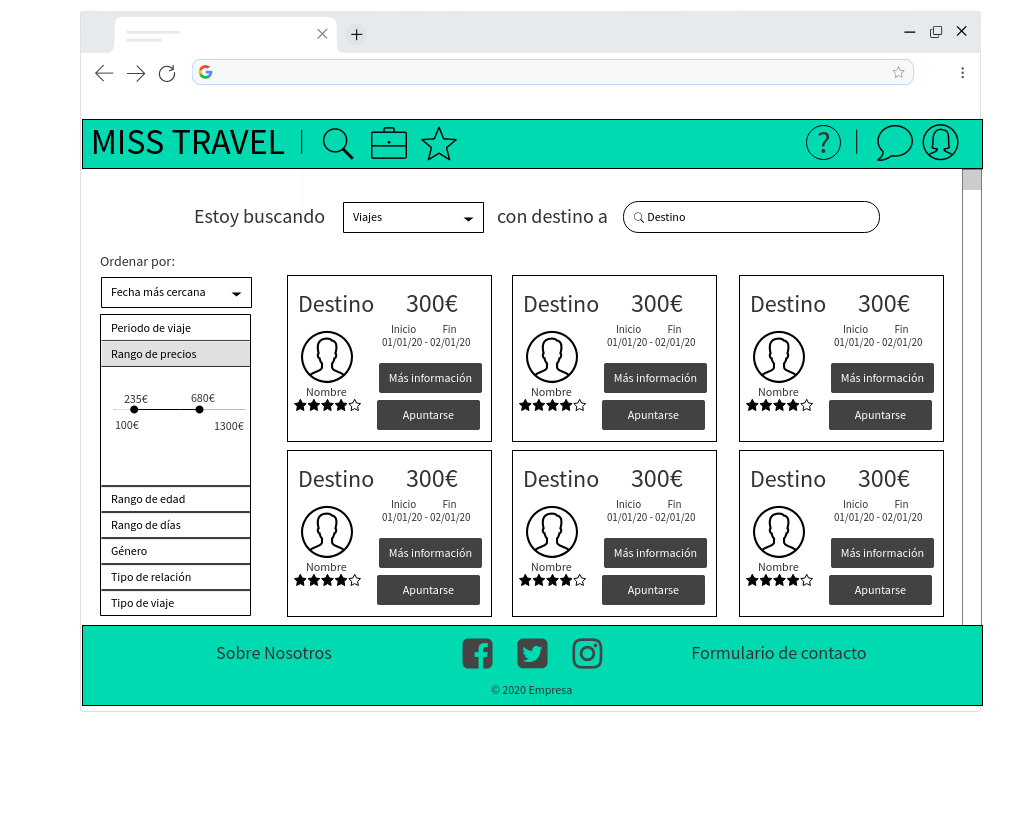 MISS TRAVEL
?
Estoy buscando Viajes con destino a Destino
Ordenar por:
Fecha más cercana
Periodo de viaje
Rango de precios
235€ 680€
100€ 1300€
Rango de edad
Rango de días
Género
Tipo de relación
Tipo de viaje
Destino 300€
Inicio Fin
01/01/20 - 02/01/20
Más información
Nombre
Apuntarse
Destino 300€
Inicio Fin
01/01/20 - 02/01/20
Más información
Nombre
Apuntarse
Destino 300€
Inicio Fin
01/01/20 - 02/01/20
Más información
Nombre
Apuntarse
Destino 300€
Inicio Fin
01/01/20 - 02/01/20
Más información
Nombre
Apuntarse
Destino 300€
Inicio Fin
01/01/20 - 02/01/20
Más información
Nombre
Apuntarse
Destino 300€
Inicio Fin
01/01/20 - 02/01/20
Más información
Nombre
Apuntarse
Sobre Nosotros Formulario de contacto
© 2020 Empresa